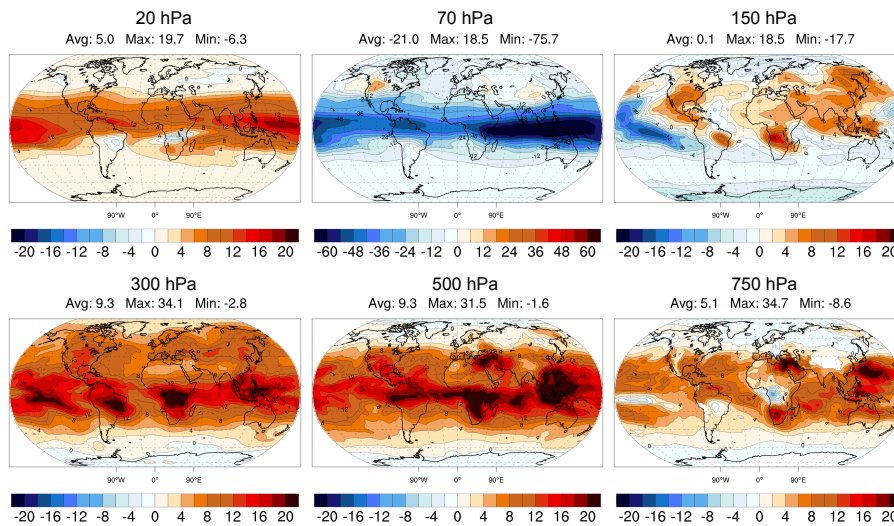 20 hPa
Avg: 5.0 Max: 19.7 Min: -6.3
90°W 0° 90°E
-20 -16 -12 -8 -4 0 4 8 12 16 20
70 hPa
Avg: -21.0 Max: 18.5 Min: -75.7
90°W 0° 90°E
-60 -48 -36 -24 -12 0 12 24 36 48 60
150 hPa
Avg: 0.1 Max: 18.5 Min: -17.7
90°W 0° 90°E
-20 -16 -12 -8 -4 0 4 8 12 16 20
300 hPa
Avg: 9.3 Max: 34.1 Min: -2.8
90°W 0° 90°E
-20 -16 -12 -8 -4 0 4 8 12 16 20
500 hPa
Avg: 9.3 Max: 31.5 Min: -1.6
90°W 0° 90°E
-20 -16 -12 -8 -4 0 4 8 12 16 20
750 hPa
Avg: 5.1 Max: 34.7 Min: -8.6
90°W 0° 90°E
-20 -16 -12 -8 -4 0 4 8 12 16 20